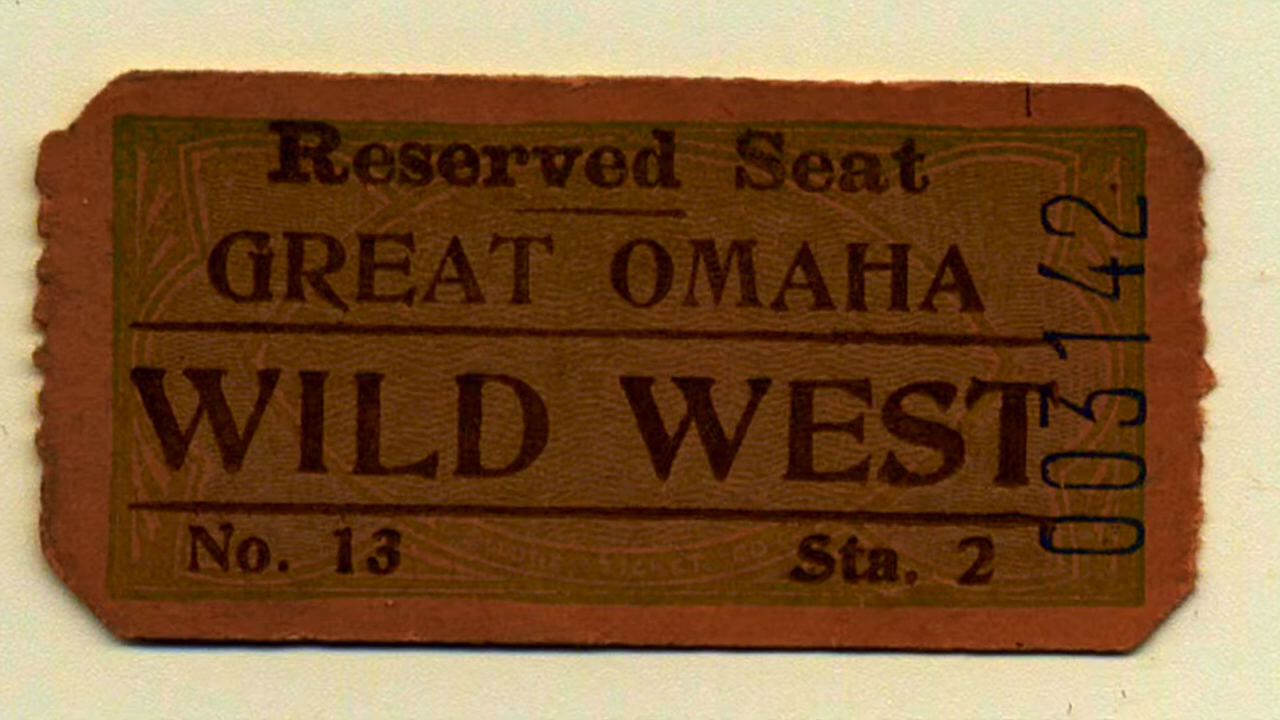 Reserved Seat
GREAT OMAHA
WILD WEST
No. 13 Sta. 2
003142